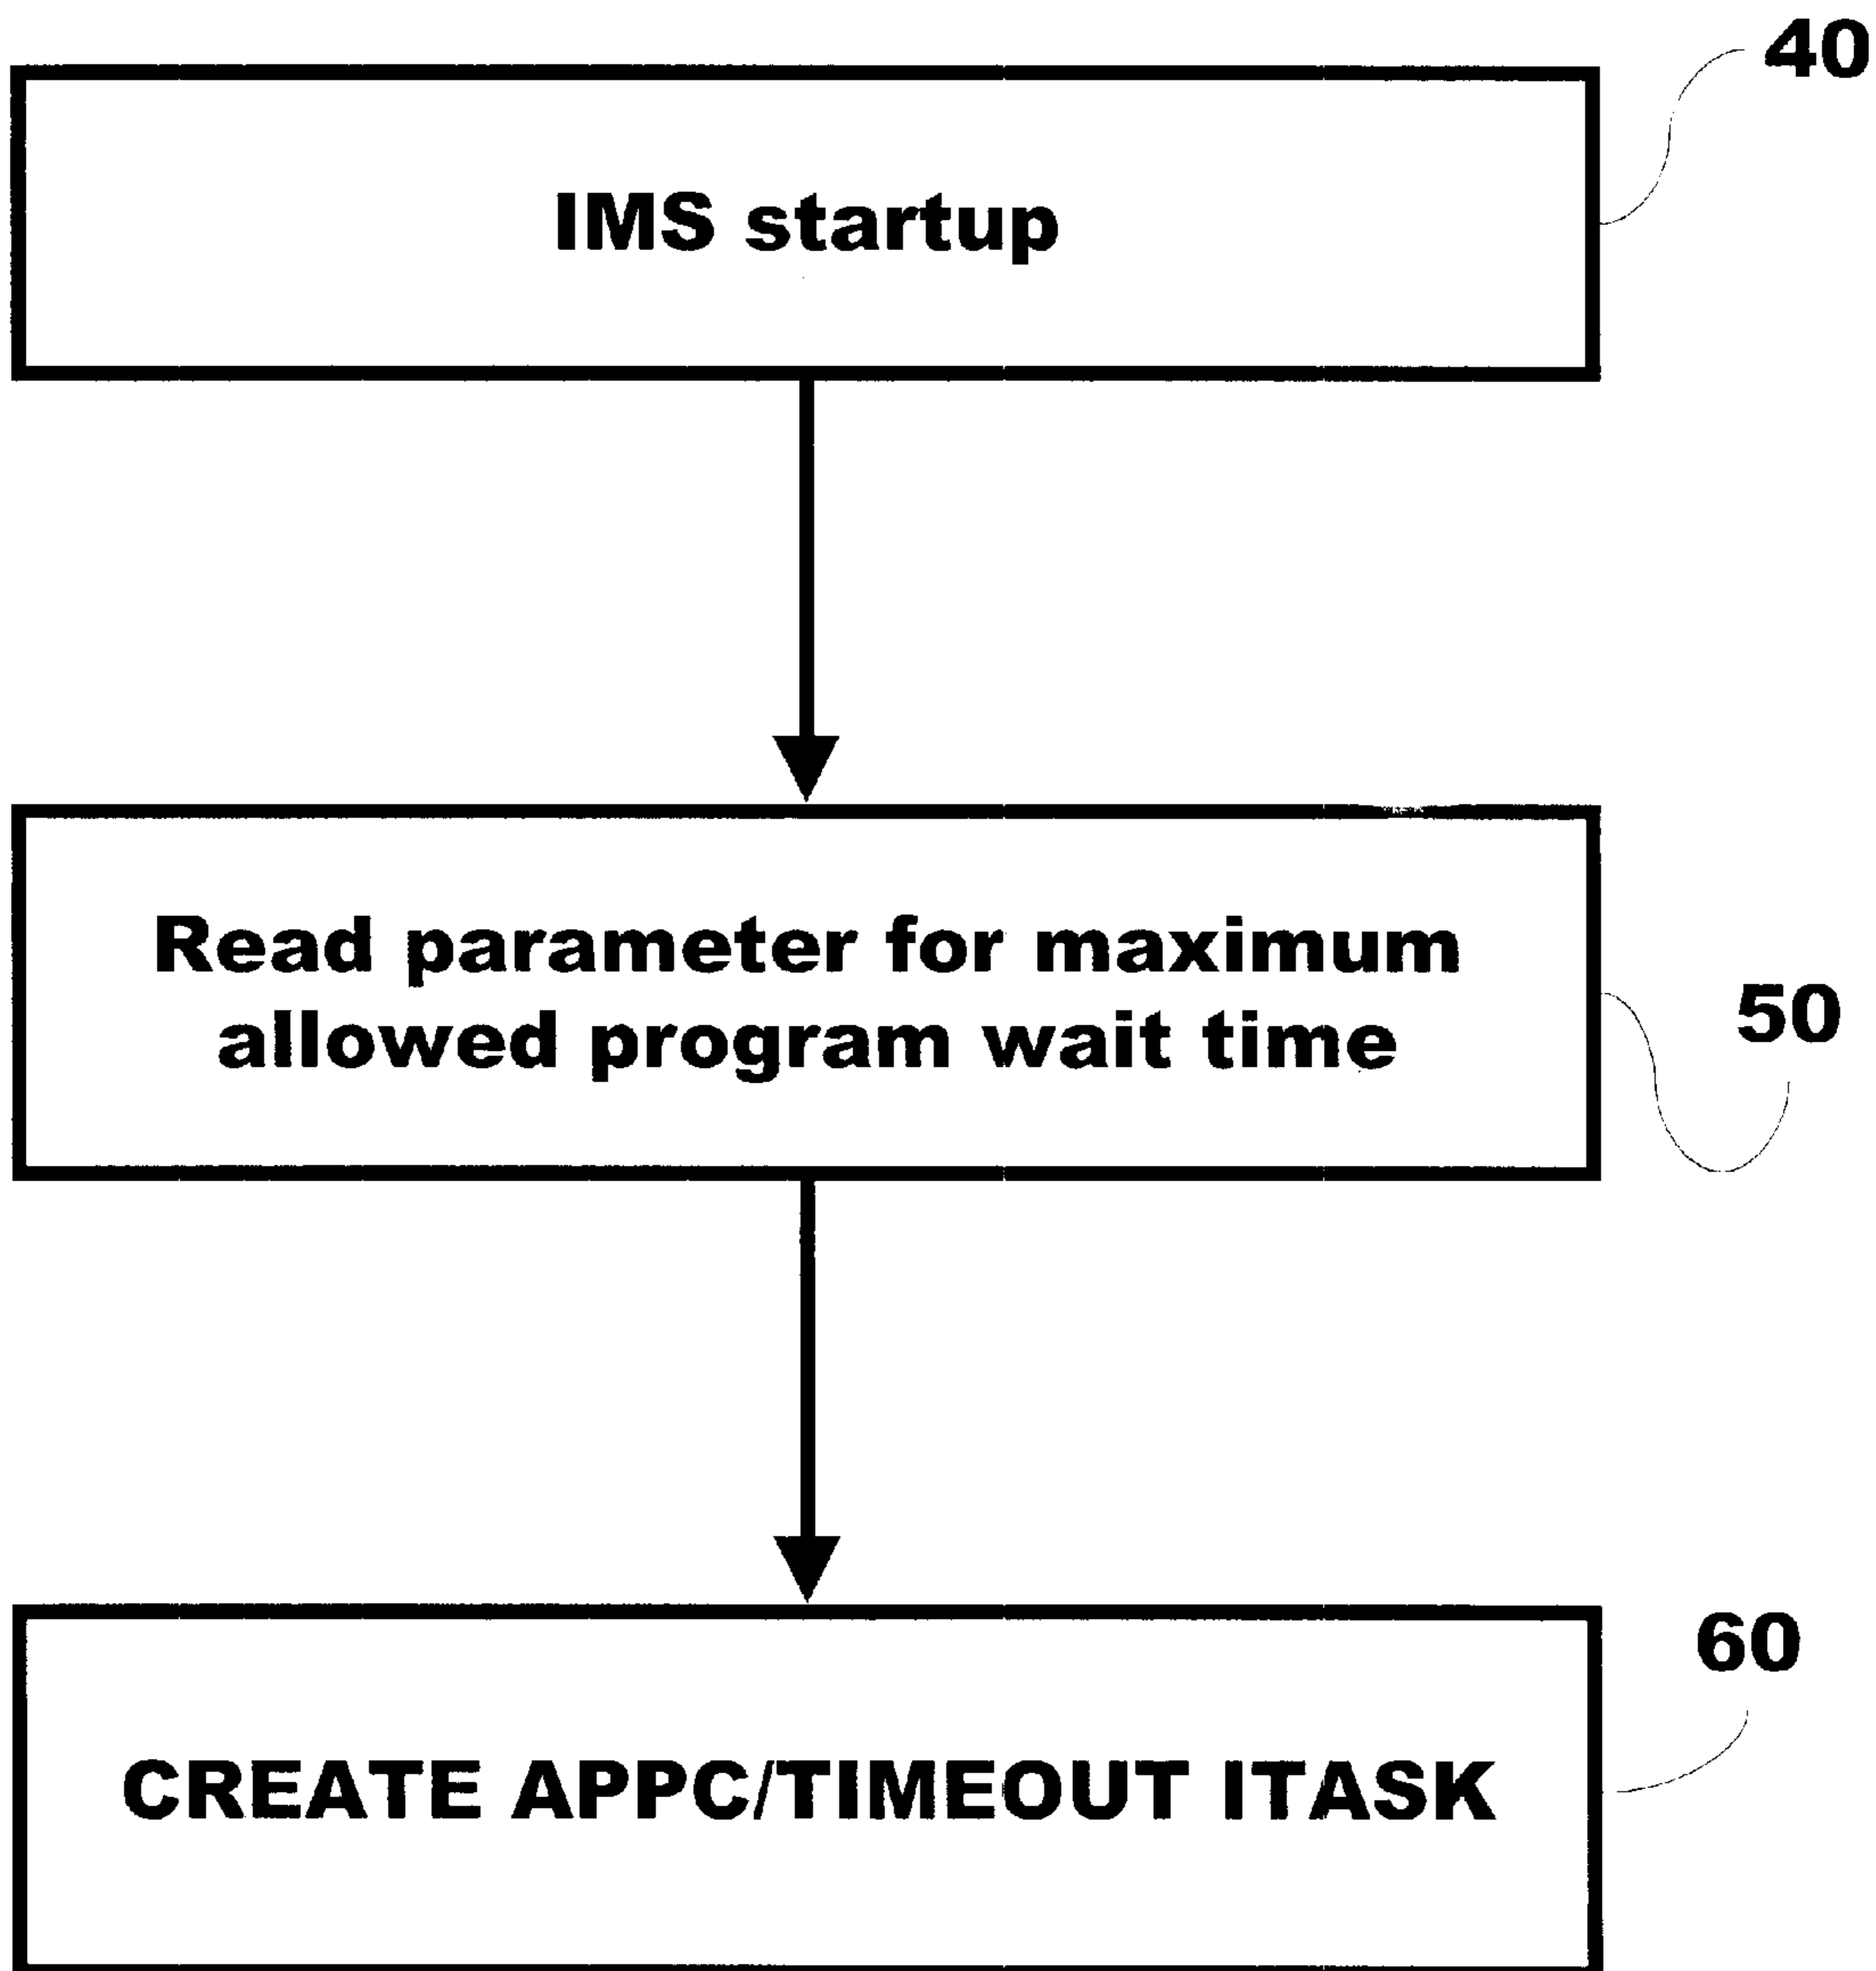 40
IMS startup
Read parameter for maximum
allowed program wait time
50
60
CREATE APPC/TIMEOUT ITASK